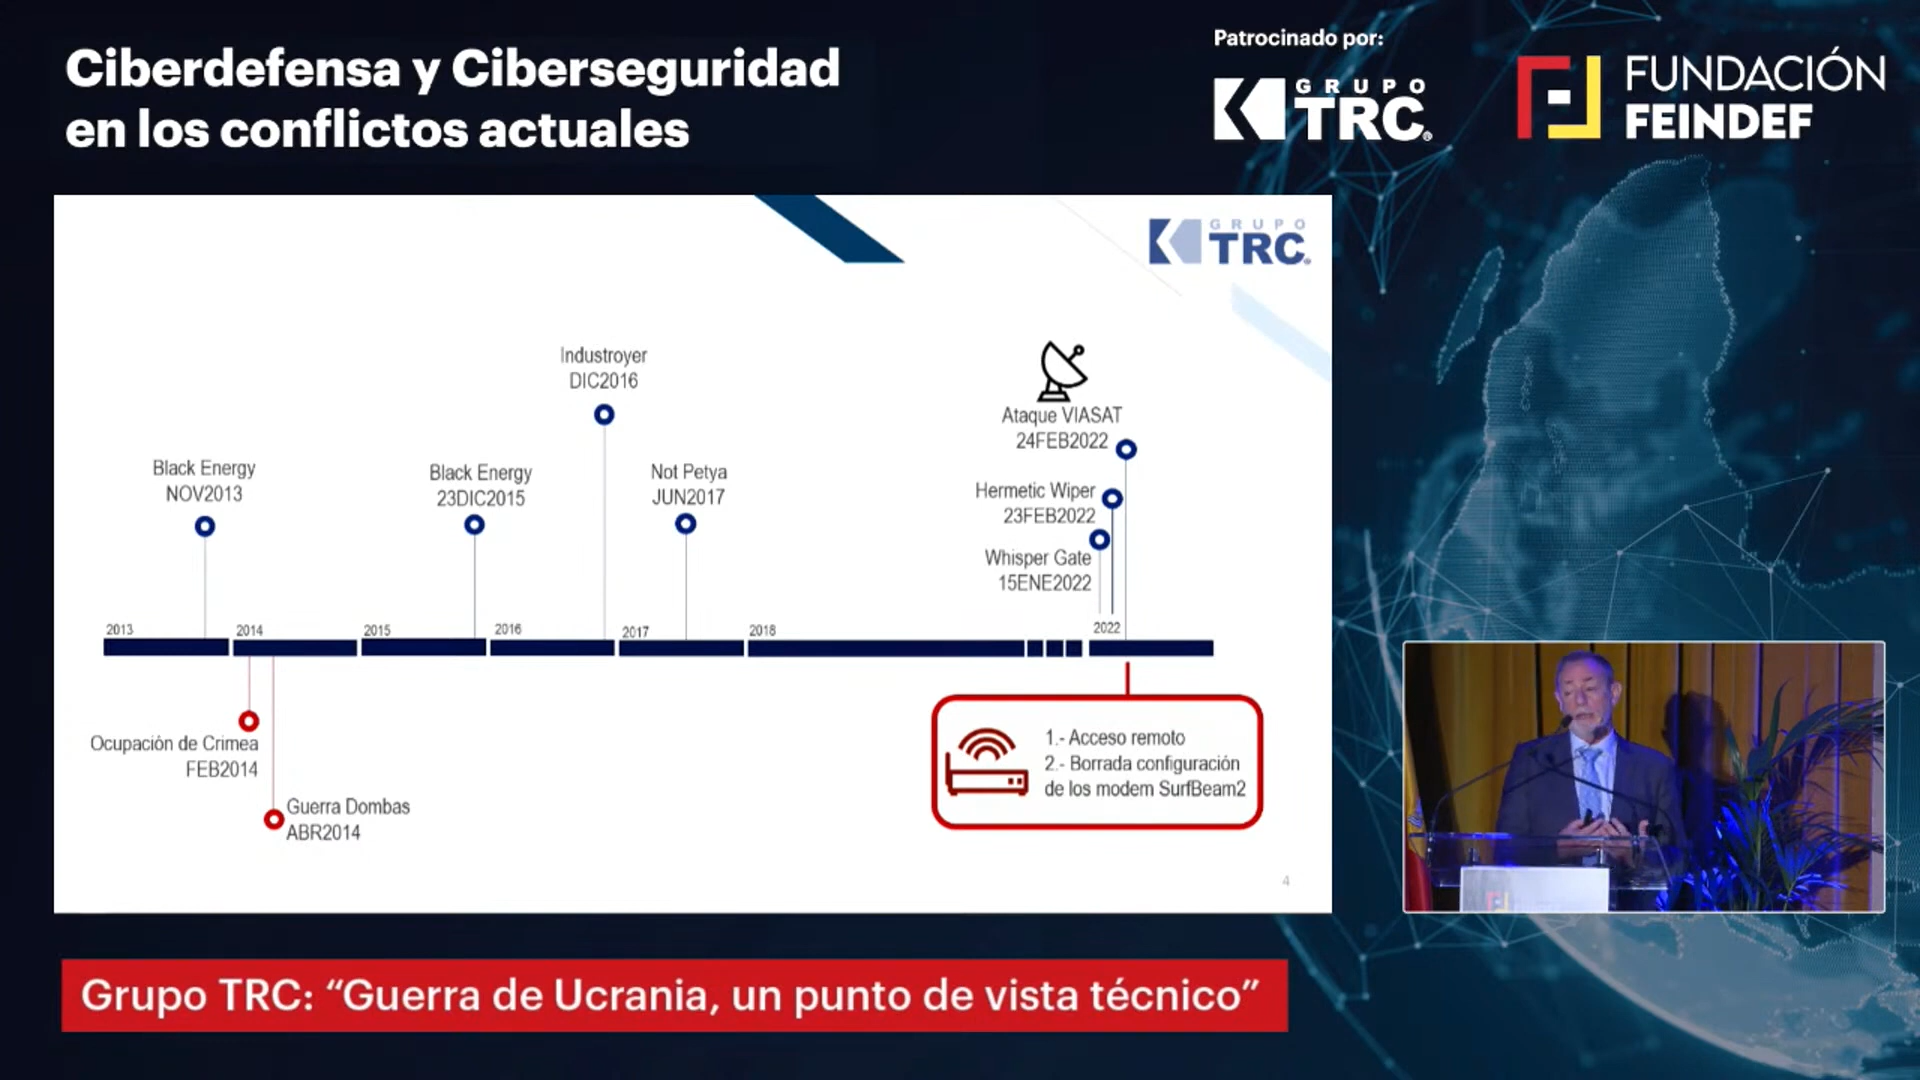 Ciberdefensa y Ciberseguridad
en los conflictos actuales
Patrocinado por:
GRUPO
TRC®
FUNDACIÓN
FEINDEF
GRUPO
TRC®
Industroyer
DIC2016
Ataque VIASAT
24FEB2022
Black Energy
NOV2013
Black Energy
23DIC2015
Not Petya
JUN2017
Hermetic Wiper
23FEB2022
Whisper Gate
15ENE2022
2013
2014
2015
2016
2017
2018
2022
Ocupación de Crimea
FEB2014
Guerra Dombas
ABR2014
1.- Acceso remoto
2.- Borrada configuración
de los modem SurfBeam2
4
Grupo TRC: “Guerra de Ucrania, un punto de vista técnico”